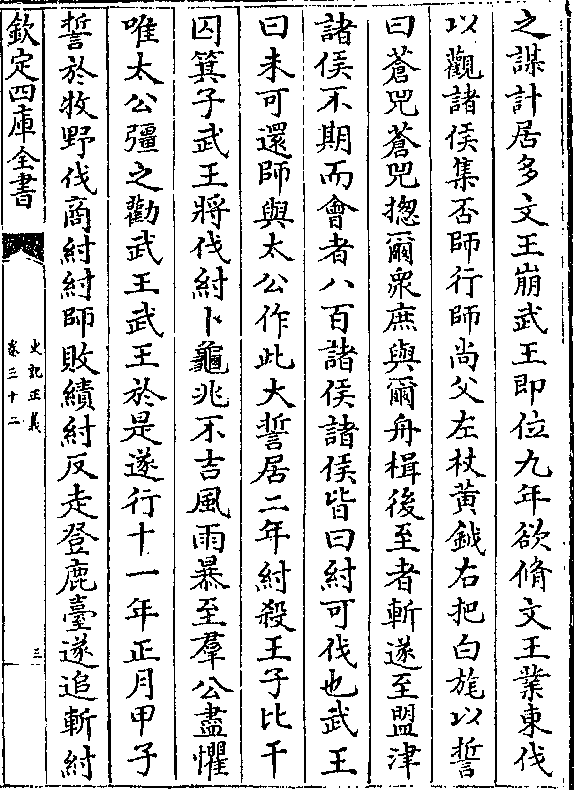 之謀計居多文王崩武王即位九年欲脩文王業東伐
以觀諸侯集否師行師尚父左杖黃鉞右把白旄以誓
曰蒼兕蒼兕揔爾衆庶與爾舟楫後至者斬遂至盟津
諸侯不期而會者八百諸侯諸侯皆曰紂可伐也武王
曰未可還師與太公作此大誓居二年紂殺王子比干
囚箕子武王將伐紂卜龜兆不吉風雨暴至羣公盡懼
唯太公彊之勸武王武王於是遂行十一年正月甲子
誓於牧野伐商紂紂師敗績紂反走登鹿臺遂追斬紂
欽定四庫全書
史記正義
卷三十二
三